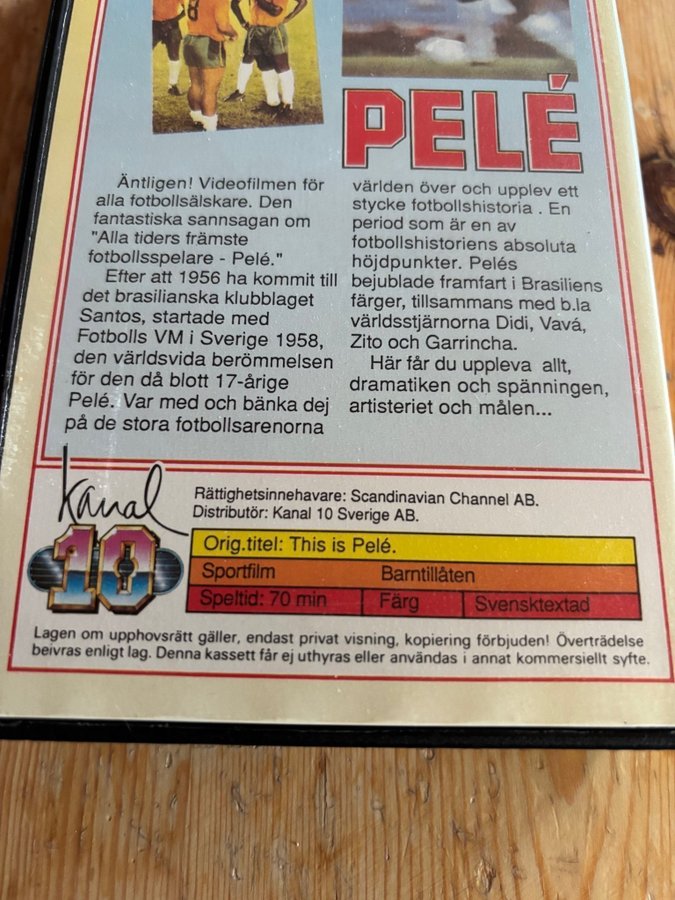 8
PELÉ
Äntligen! Videofilmen för
alla fotbollsälskare. Den
fantastiska sannsagan om
"Alla tiders främste
fotbollsspelare - Pelé."
Efter att 1956 ha kommit till
det brasilianska klubblaget
Santos, startade med
Fotbolls VM i Sverige 1958,
den världsvida berömmelsen
för den då blott 17-årige
Pelé. Var med och bänka dej
på de stora fotbollsarenorna
världen över och upplev ett
stycke fotbollshistoria . En
period som är en av
fotbollshistoriens absoluta
höjdpunkter. Pelés
bejublade framfart i Brasiliens
färger, tillsammans med b.la
världsstjärnorna Didi, Vavá,
Zito och Garrincha.
Här får du uppleva allt,
dramatiken och spänningen,
artisteriet och målen...
Kanal
10
Rättighetsinnehavare: Scandinavian Channel AB.
Distributör: Kanal 10 Sverige AB.
Orig.titel: This is Pelé.
Sportfilm Barntillåten
Speltid: 70 min Färg Svensktextad
Lagen om upphovsrätt gäller, endast privat visning, kopiering förbjuden! Överträdelse
beivras enligt lag. Denna kassett får ej uthyras eller användas i annat kommersiellt syfte.